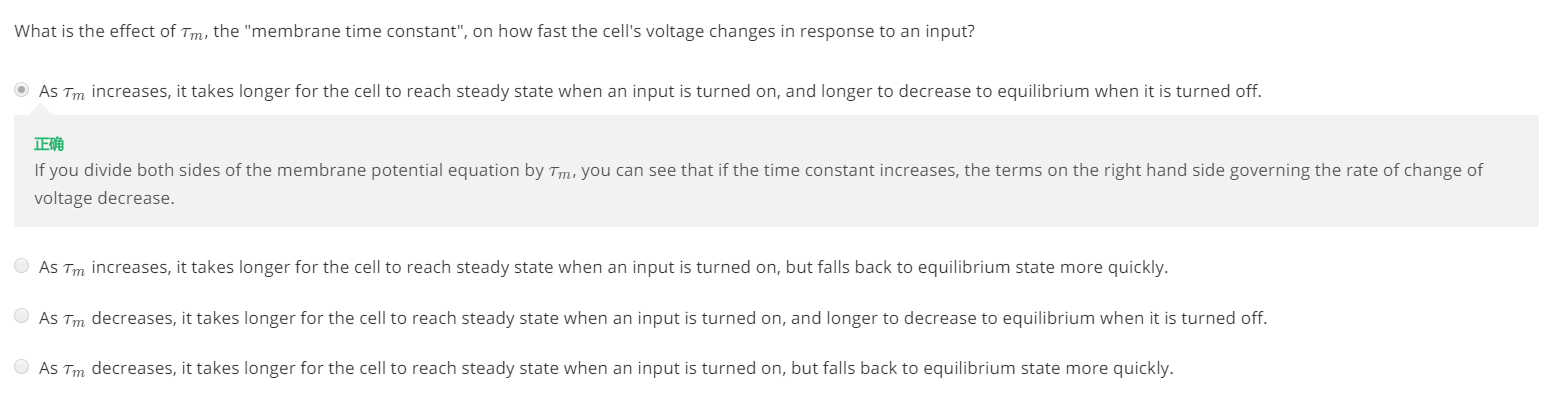 What is the effect of τm, the "membrane time constant", on how fast the cell's voltage changes in response to an input?
As τm increases, it takes longer for the cell to reach steady state when an input is turned on, and longer to decrease to equilibrium when it is turned off.
正确
If you divide both sides of the membrane potential equation by τm, you can see that if the time constant increases, the terms on the right hand side governing the rate of change of
voltage decrease.
As τm increases, it takes longer for the cell to reach steady state when an input is turned on, but falls back to equilibrium state more quickly.
As τm decreases, it takes longer for the cell to reach steady state when an input is turned on, and longer to decrease to equilibrium when it is turned off.
As τm decreases, it takes longer for the cell to reach steady state when an input is turned on, but falls back to equilibrium state more quickly.